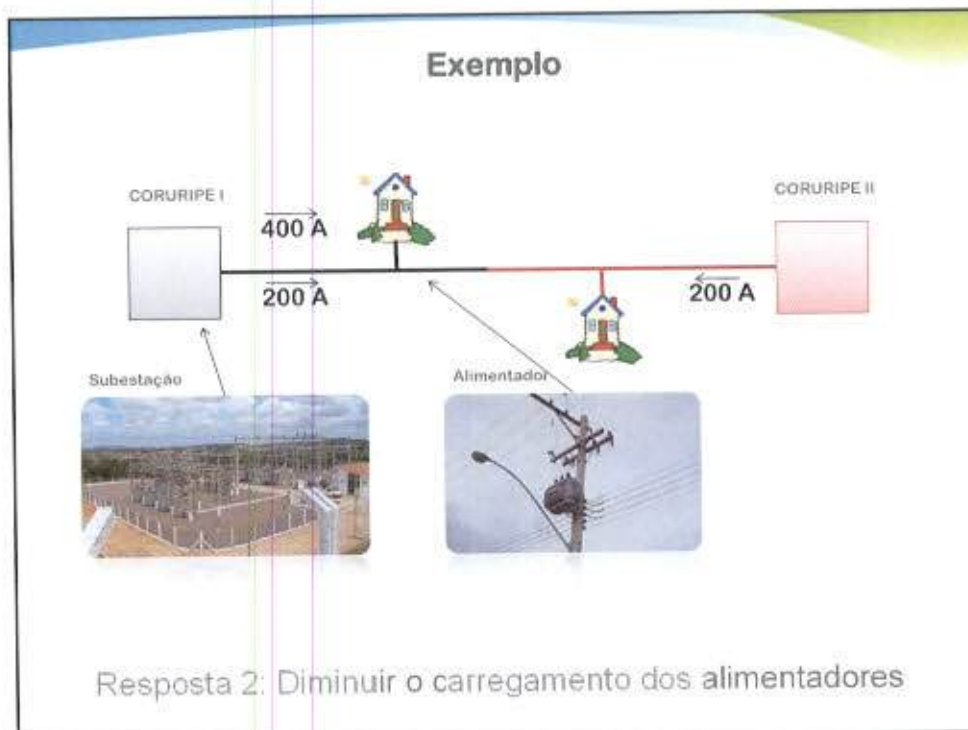 Exemplo
CORURIPE I
CORURIPE II
400 A
200 A
200 A
Subestação
Alimentador
Resposta 2: Diminuir o carregamento dos alimentadores